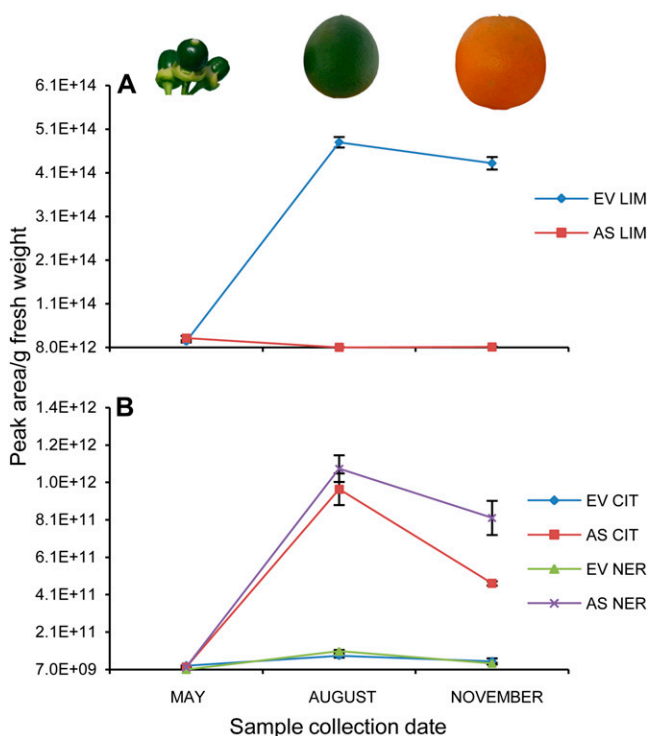 A
6.1E+14
5.1E+14
4.1E+14
3.1E+14
2.1E+14
1.1E+14
8.0E+12
EV LIM
AS LIM
Peak area/g fresh weight
B
1.4E+12
1.2E+12
1.0E+12
8.1E+11
6.1E+11
4.1E+11
2.1E+11
7.0E+09
EV CIT
AS CIT
EV NER
AS NER
MAY AUGUST NOVEMBER
Sample collection date